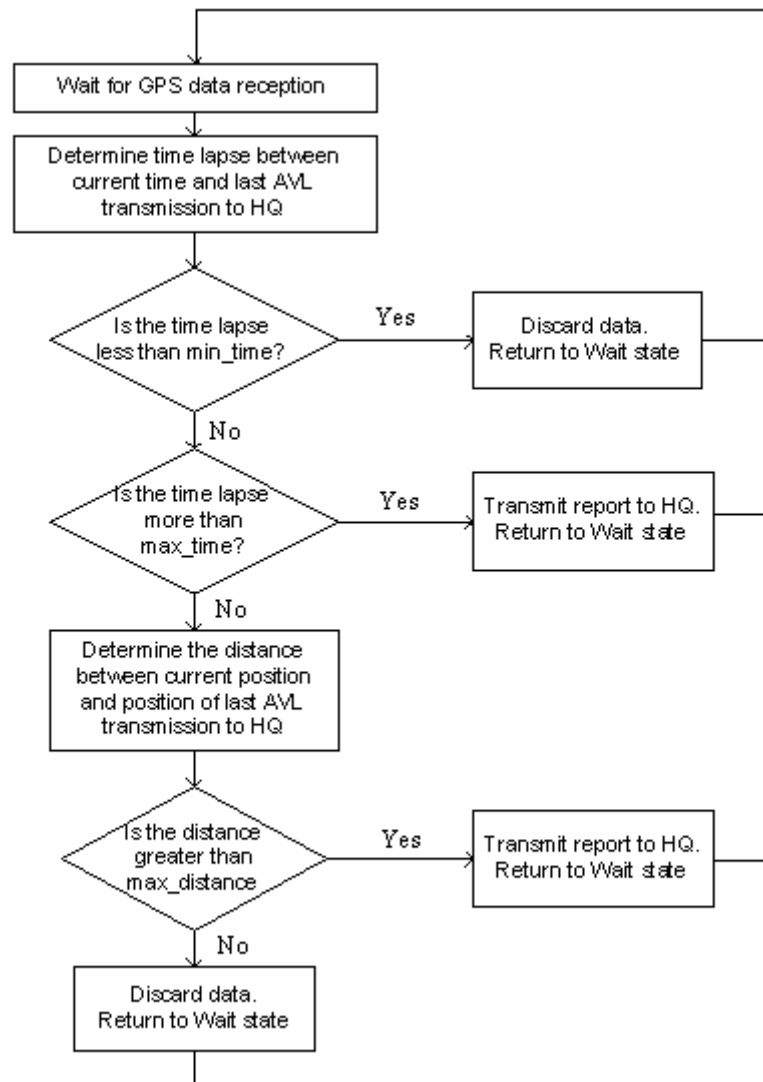 Wait for GPS data reception
Determine time lapse between
current time and last AVL
transmission to HQ
Is the time lapse
less than min_time?
Yes
Discard data.
Return to Wait state
No
Is the time lapse
more than
max_time?
Yes
Transmit report to HQ.
Return to Wait state
No
Determine the distance
between current position
and position of last AVL
transmission to HQ
Is the distance
greater than
max_distance
Yes
Transmit report to HQ.
Return to Wait state
No
Discard data.
Return to Wait state